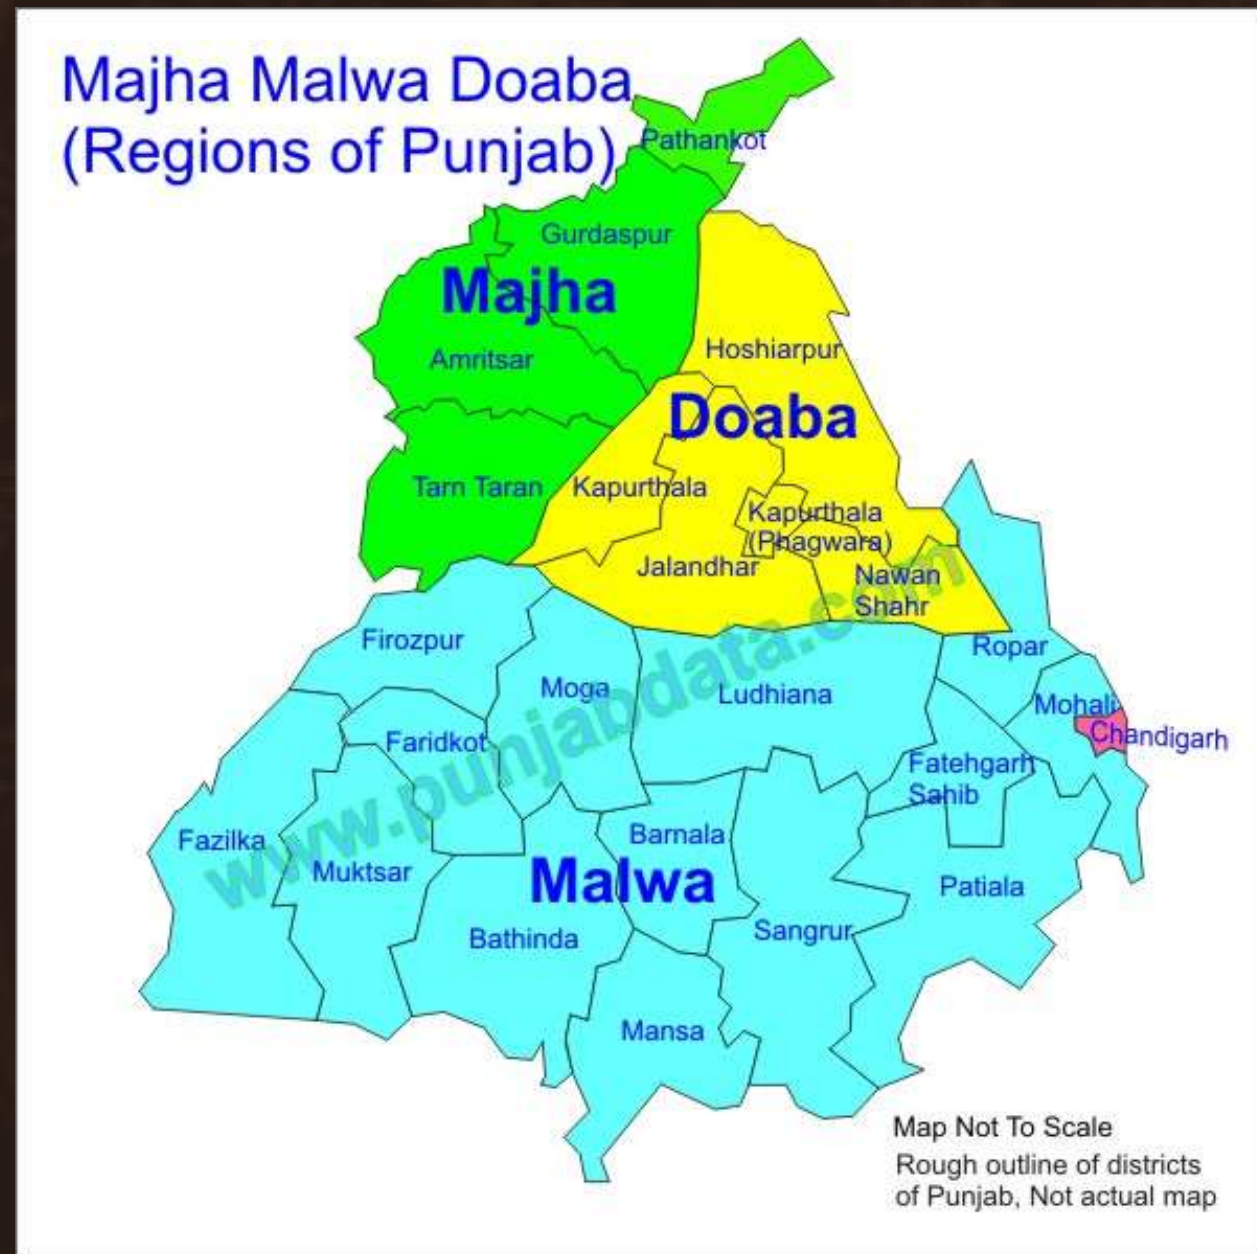 Majha Malwa Doaba
(Regions of Punjab)
Pathankot
Gurdaspur
Majha
Amritsar
Hoshiarpur
Doaba
Tarn Taran
Kapurthala
Kapurthala
(Phagwara)
Jalandhar
Nawan
Shahr
Firozpur
Ropar
Moga
Ludhiana
Mohali
Faridkot
Chandigarh
Fatehgarh
Sahib
Fazilka
Barnala
Muktsar
Malwa
Patiala
Bathinda
Sangrur
Mansa
www.punjabdata.com
Map Not To Scale
Rough outline of districts
of Punjab, Not actual map